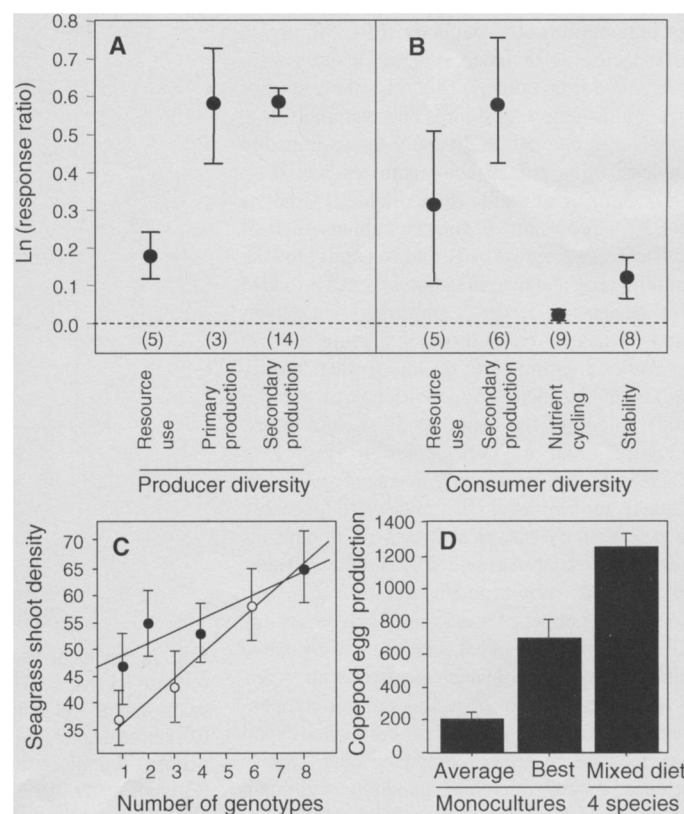 A
B
Ln (response ratio)
0.8
0.7
0.6
0.5
0.4
0.3
0.2
0.1
0.0
(5) (3) (14) (5) (6) (9) (8)
Resource use
Primary production
Secondary production
Resource use
Secondary production
Nutrient cycling
Stability
Producer diversity
Consumer diversity
C
Seagrass shoot density
70
65
60
55
50
45
40
35
1 2 3 4 5 6 7 8
Number of genotypes
D
Copepod egg production
1400
1200
1000
800
600
400
200
0
Average Best Mixed diet
Monocultures 4 species